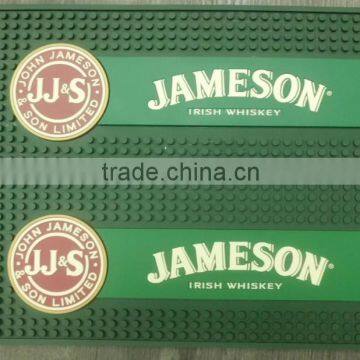 JOHN JAMESON
JJ&S
& SON LIMITED
JAMESON®
IRISH WHISKEY
trade.china.cn
JOHN JAMESON
JJ&S
& SON LIMITED
JAMESON®
IRISH WHISKEY